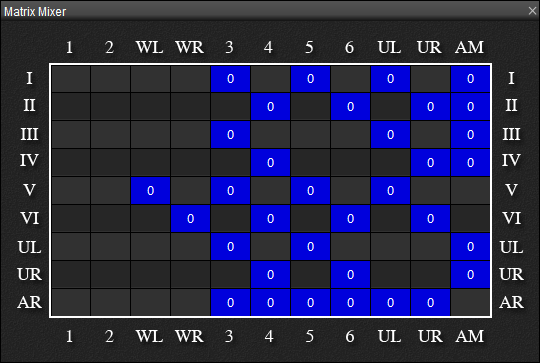 Matrix Mixer ×
1 2 WL WR 3 4 5 6 UL UR AM
I 0 0 0 0 I
II 0 0 0 0 II
III 0 0 0 III
IV 0 0 0 IV
V 0 0 0 0 V
VI 0 0 0 0 VI
UL 0 0 0 UL
UR 0 0 0 UR
AR 0 0 0 0 0 0 AR
1 2 WL WR 3 4 5 6 UL UR AM